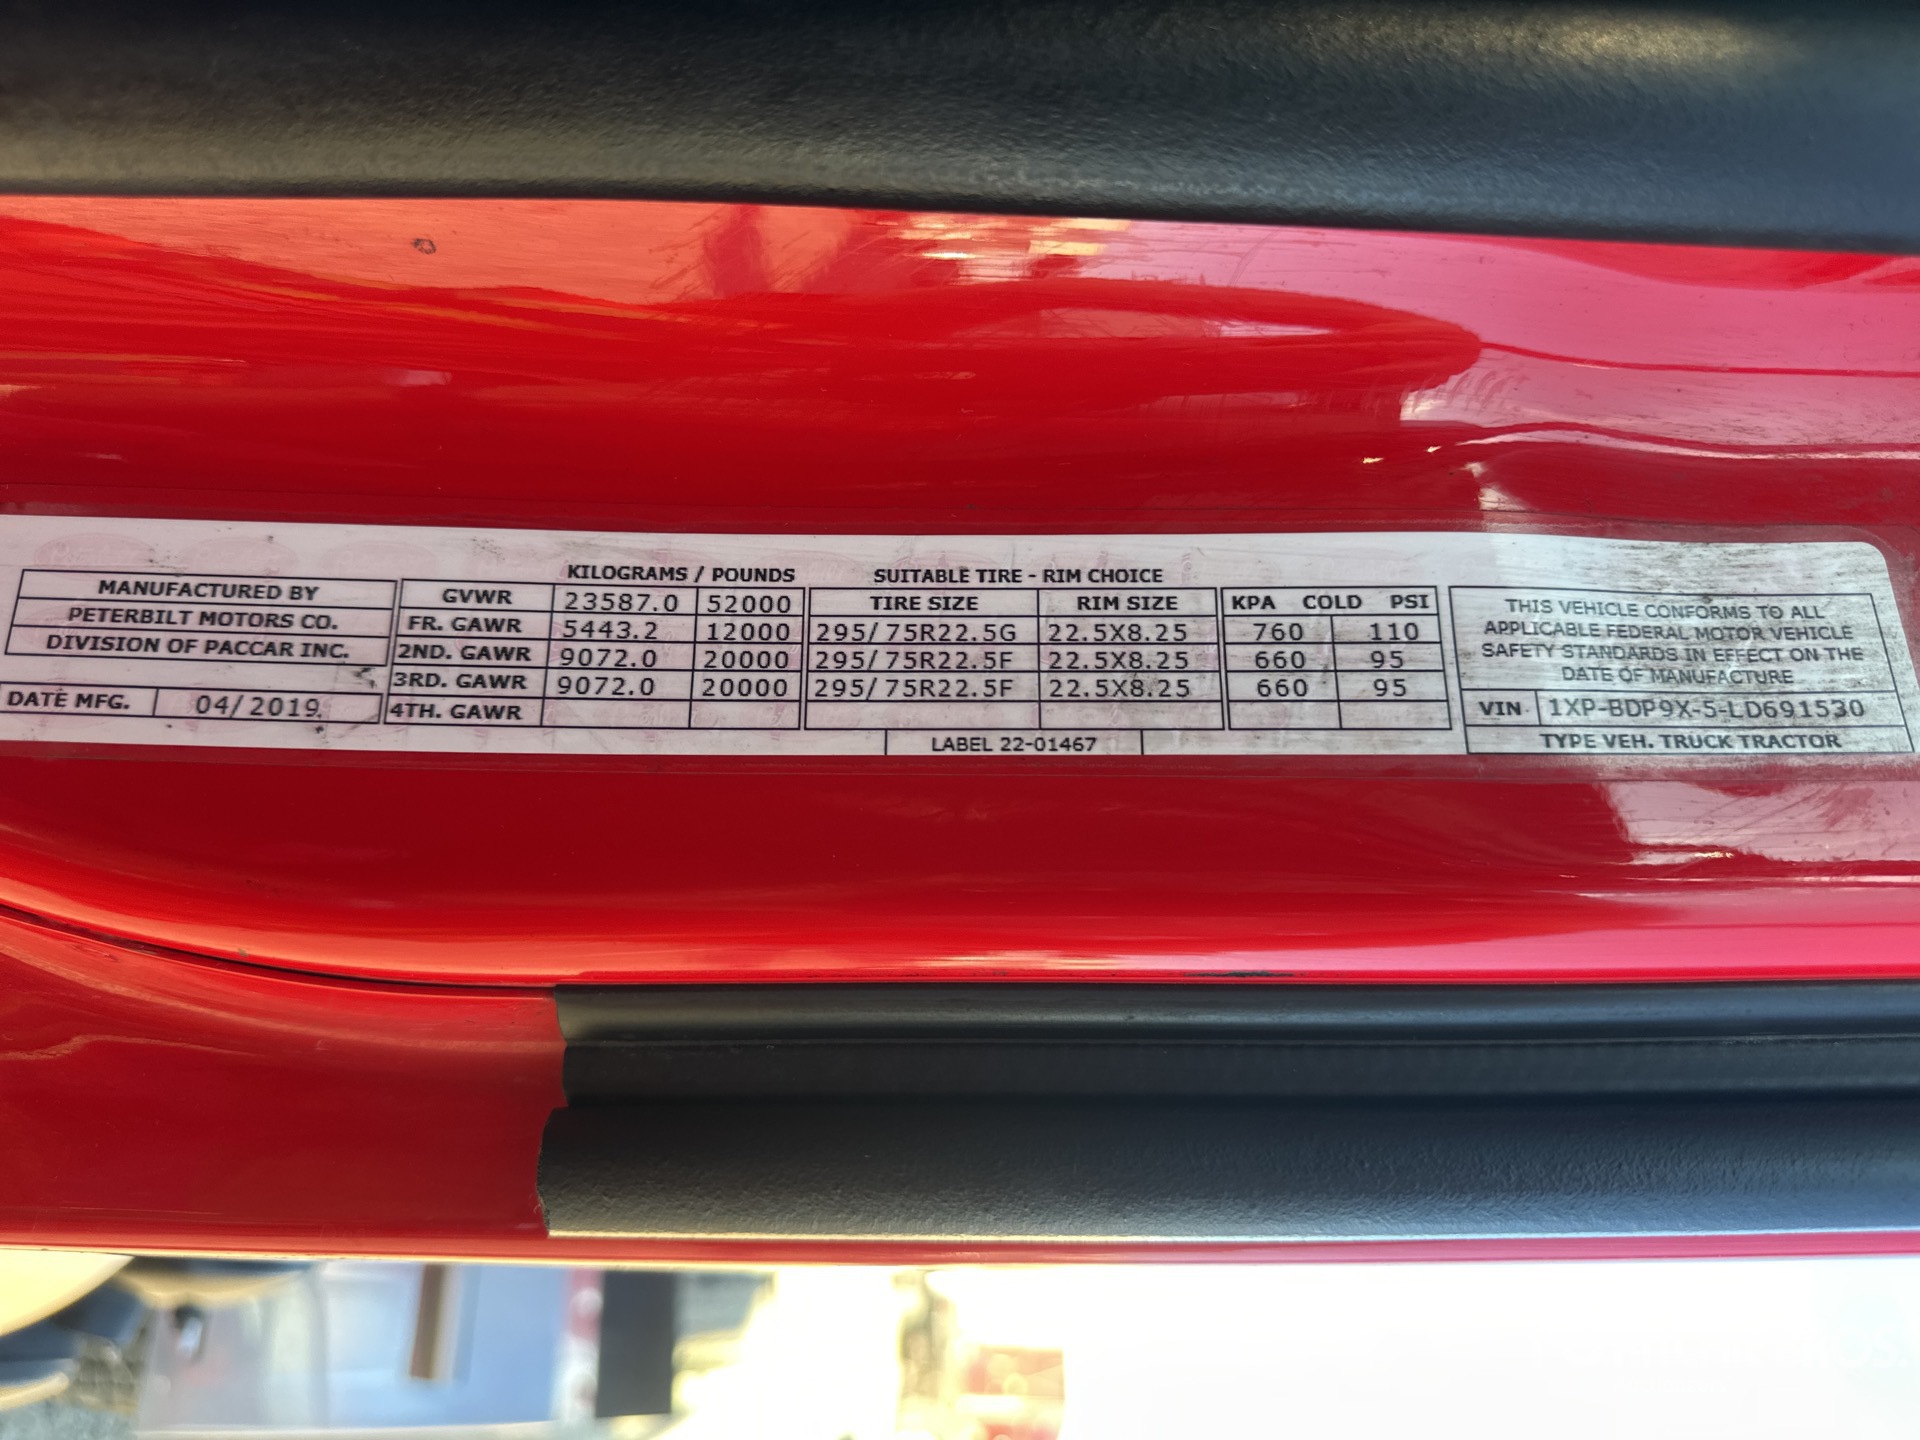 KILOGRAMS / POUNDS SUITABLE TIRE - RIM CHOICE
MANUFACTURED BY
PETERBILT MOTORS CO.
DIVISION OF PACCAR INC.
DATE MFG. 04/2019
GVWR 23587.0 52000 TIRE SIZE RIM SIZE KPA COLD PSI
FR. GAWR 5443.2 12000 295/75R22.5G 22.5X8.25 760 110
2ND. GAWR 9072.0 20000 295/75R22.5F 22.5X8.25 660 95
3RD. GAWR 9072.0 20000 295/75R22.5F 22.5X8.25 660 95
4TH. GAWR
LABEL 22-01467
THIS VEHICLE CONFORMS TO ALL
APPLICABLE FEDERAL MOTOR VEHICLE
SAFETY STANDARDS IN EFFECT ON THE
DATE OF MANUFACTURE
VIN 1XP-BDP9X-5-LD691530
TYPE VEH. TRUCK TRACTOR